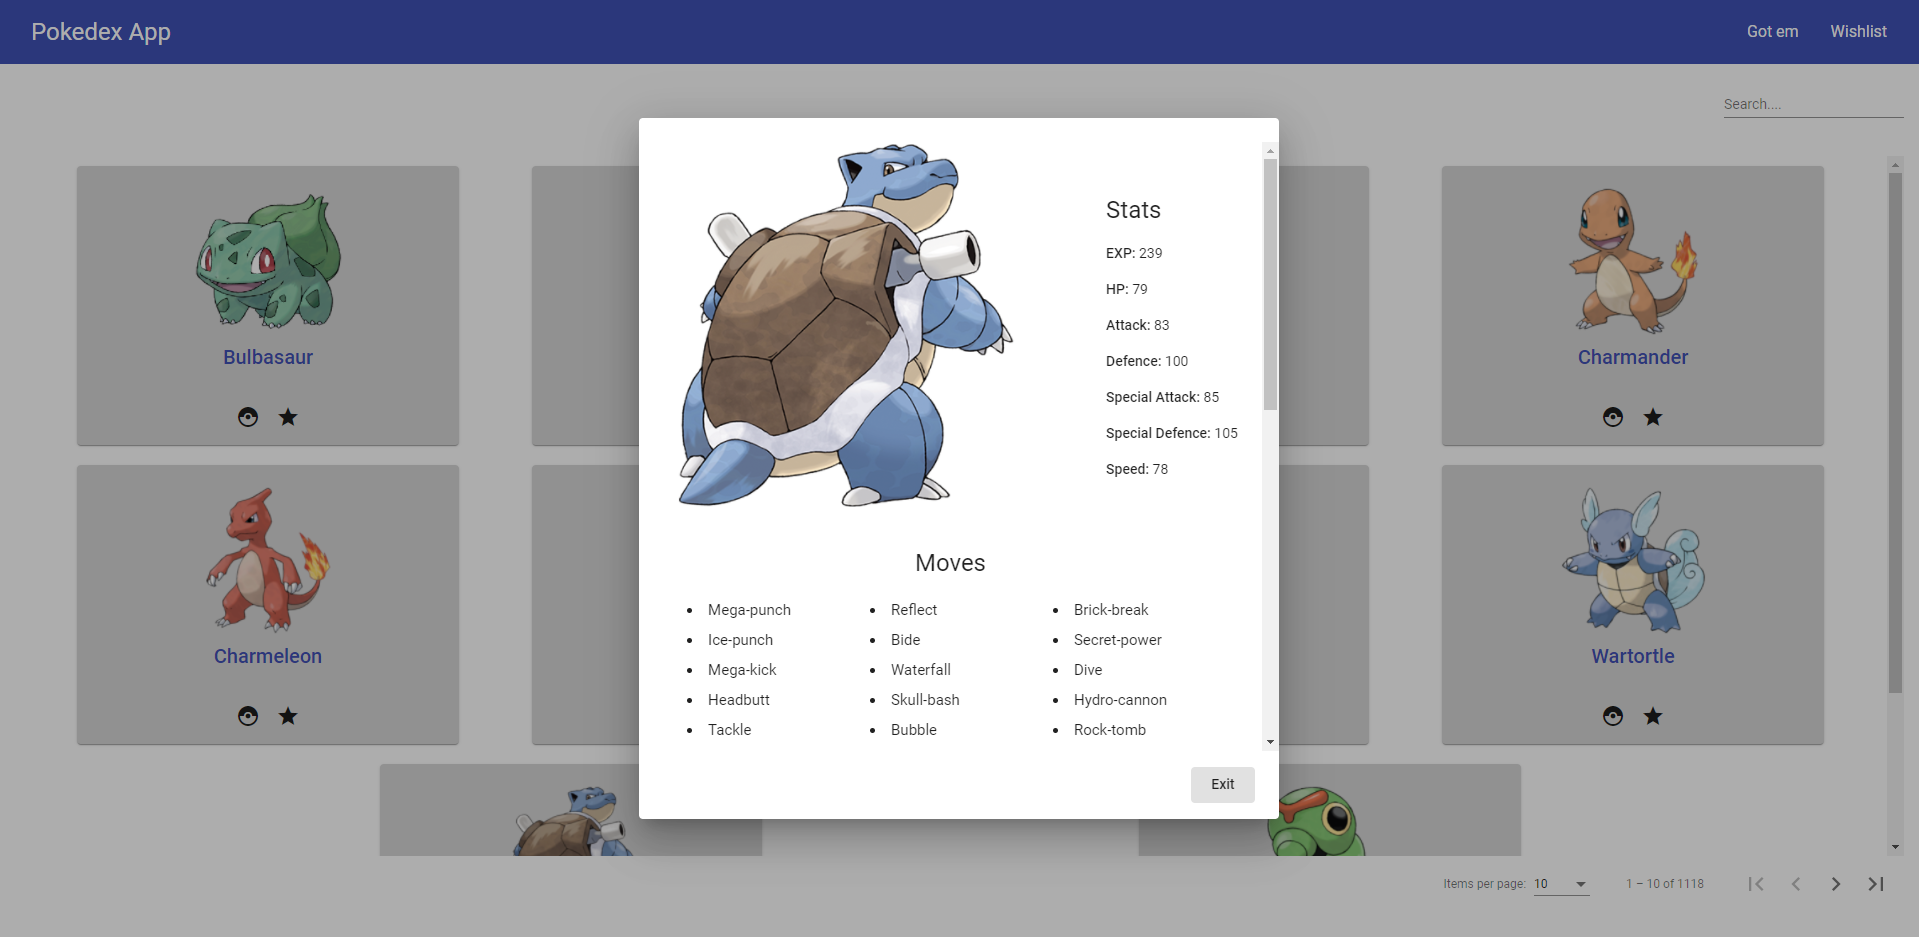 Pokedex App
Got em
Wishlist
Search....
Bulbasaur
Charmander
Charmeleon
Wartortle
Stats
EXP: 239
HP: 79
Attack: 83
Defence: 100
Special Attack: 85
Special Defence: 105
Speed: 78
Moves
Mega-punch
Ice-punch
Mega-kick
Headbutt
Tackle
Reflect
Bide
Waterfall
Skull-bash
Bubble
Brick-break
Secret-power
Dive
Hydro-cannon
Rock-tomb
Exit
Items per page: 10
1 – 10 of 1118